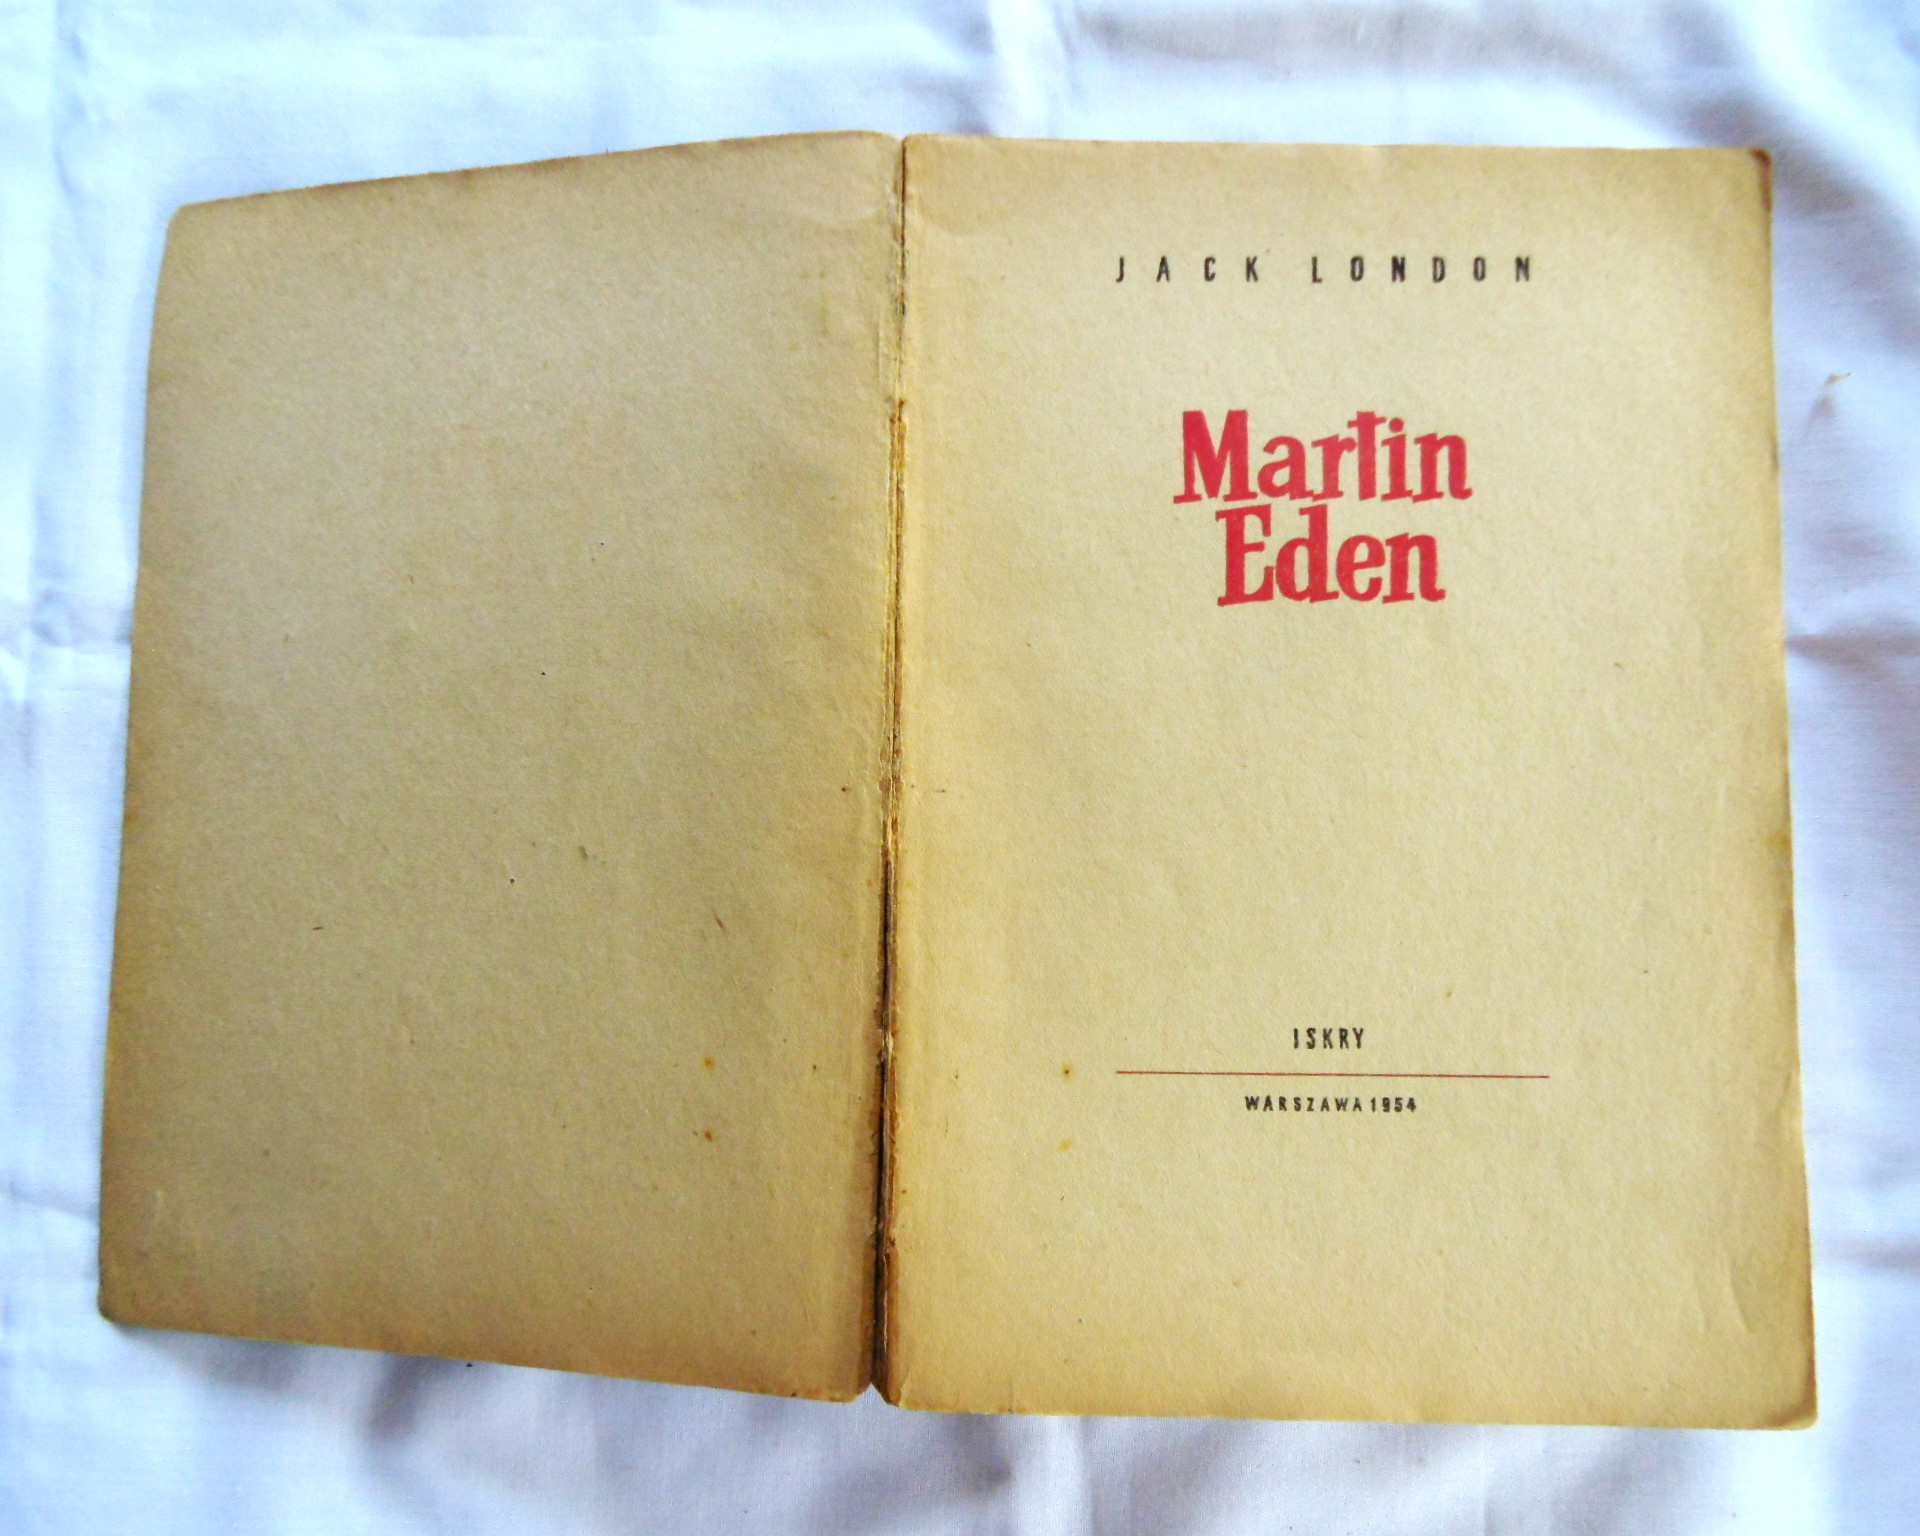 JACK LONDON
Martin
Eden
ISKRY
WARSZAWA 1954